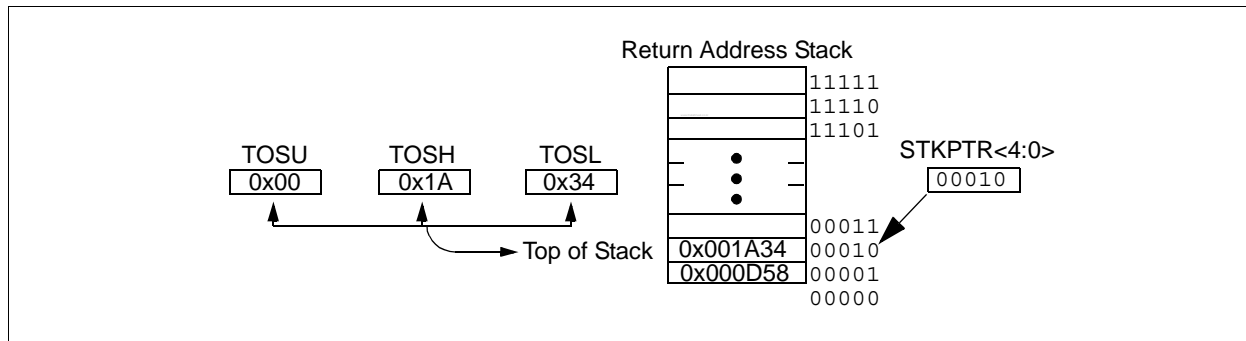 Return Address Stack
11111
11110
11101
TOSU TOSH TOSL
0x00 0x1A 0x34
STKPTR<4:0>
00010
00011
Top of Stack 0x001A34 00010
0x000D58 00001
00000